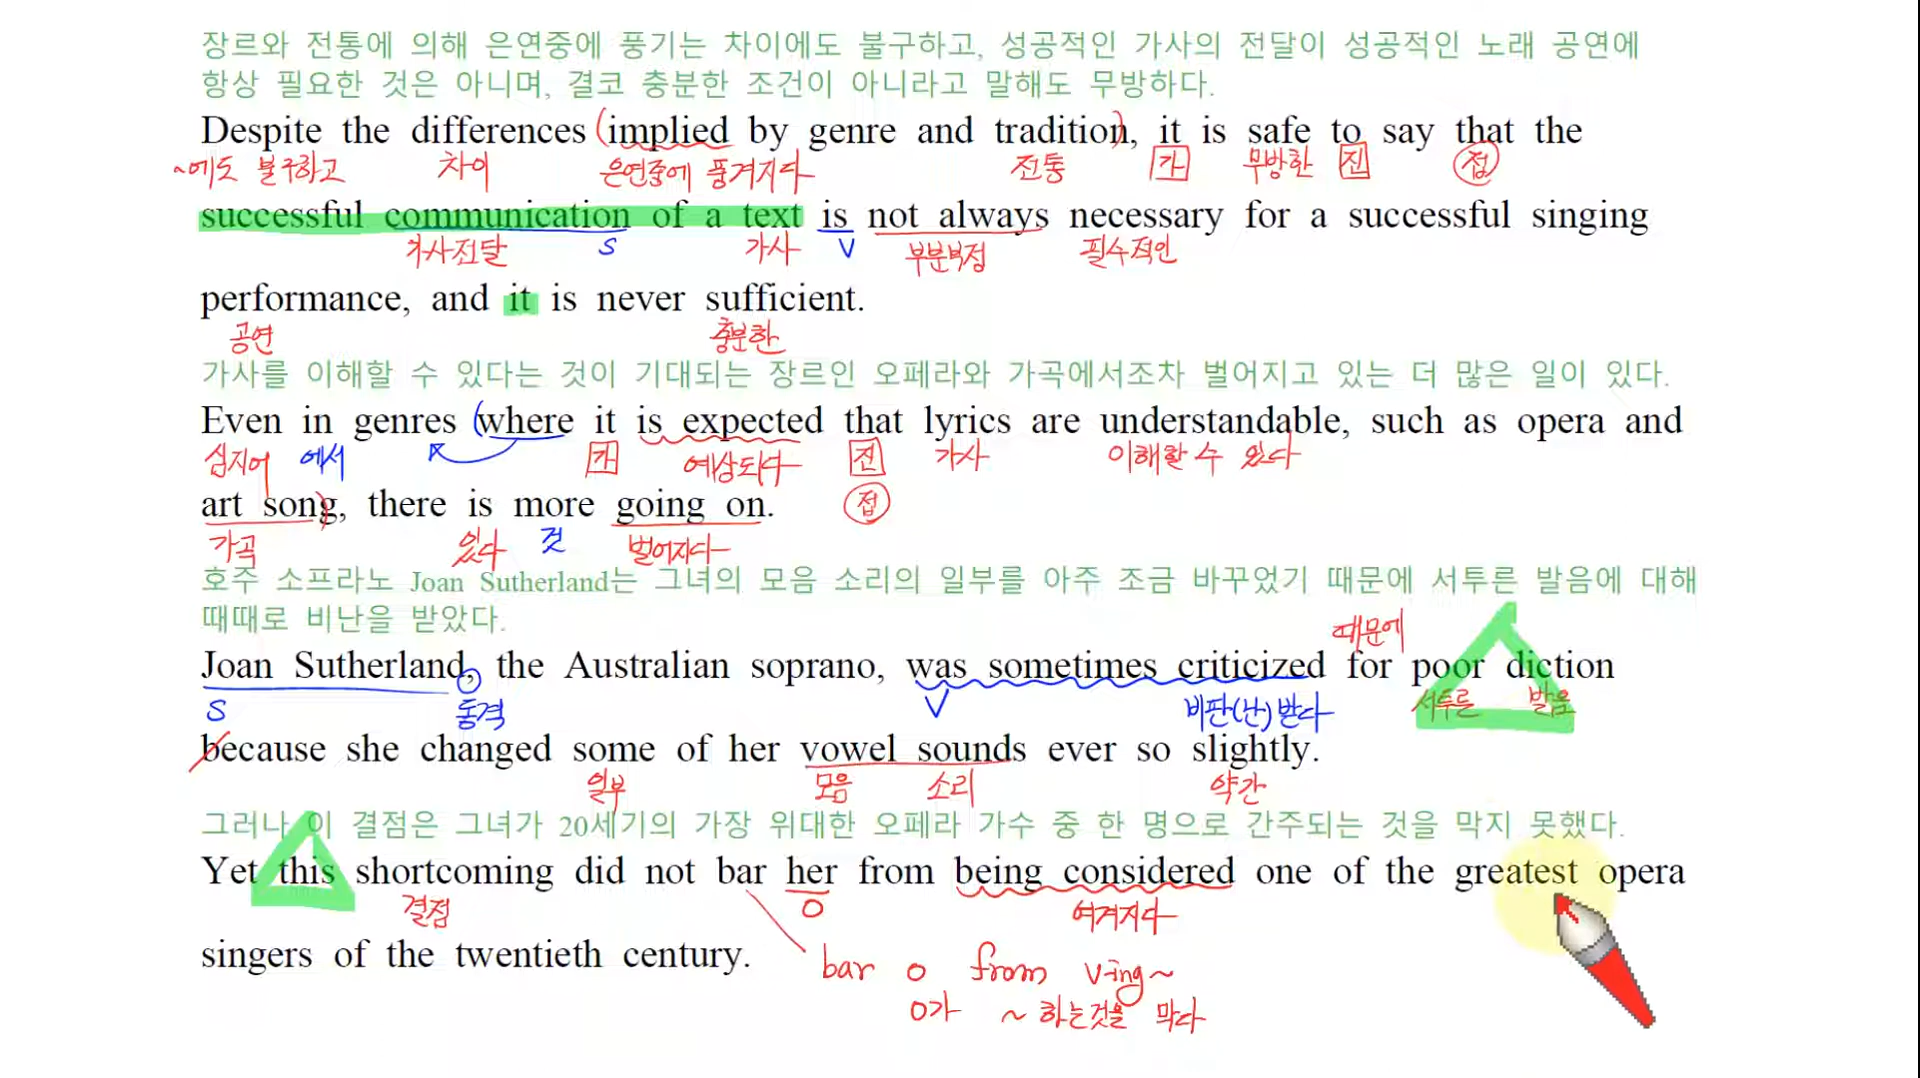 장르와 전통에 의해 은연중에 풍기는 차이에도 불구하고, 성공적인 가사의 전달이 성공적인 노래 공연에
항상 필요한 것은 아니며, 결코 충분한 조건이 아니라고 말해도 무방하다.
Despite the differences (implied by genre and tradition), it is safe to say that the
~에도 불구하고 차이 은연중에 풍겨지다 전통 가 무방한 진 접
successful communication of a text is not always necessary for a successful singing
가사전달 S 가사 V 부분부정 필수적인
performance, and it is never sufficient.
공연 충분한
가사를 이해할 수 있다는 것이 기대되는 장르인 오페라와 가곡에서조차 벌어지고 있는 더 많은 일이 있다.
Even in genres (where it is expected that lyrics are understandable, such as opera and
심지어 에서 가 예상되다 진 가사 이해할 수 있다
art song), there is more going on. 접
가곡 있다 것 벌어지다
호주 소프라노 Joan Sutherland는 그녀의 모음 소리의 일부를 아주 조금 바꾸었기 때문에 서투른 발음에 대해
때때로 비난을 받았다.
때문에
Joan Sutherland, the Australian soprano, was sometimes criticized for poor diction
S 동격 V 비판(난)받다 서투른 발음
because she changed some of her vowel sounds ever so slightly.
일부 모음 소리 약간
그러나 이 결점은 그녀가 20세기의 가장 위대한 오페라 가수 중 한 명으로 간주되는 것을 막지 못했다.
Yet this shortcoming did not bar her from being considered one of the greatest opera
결점 O 여겨지다
singers of the twentieth century.
bar o from v-ing~
O가 ~ 하는것을 막다